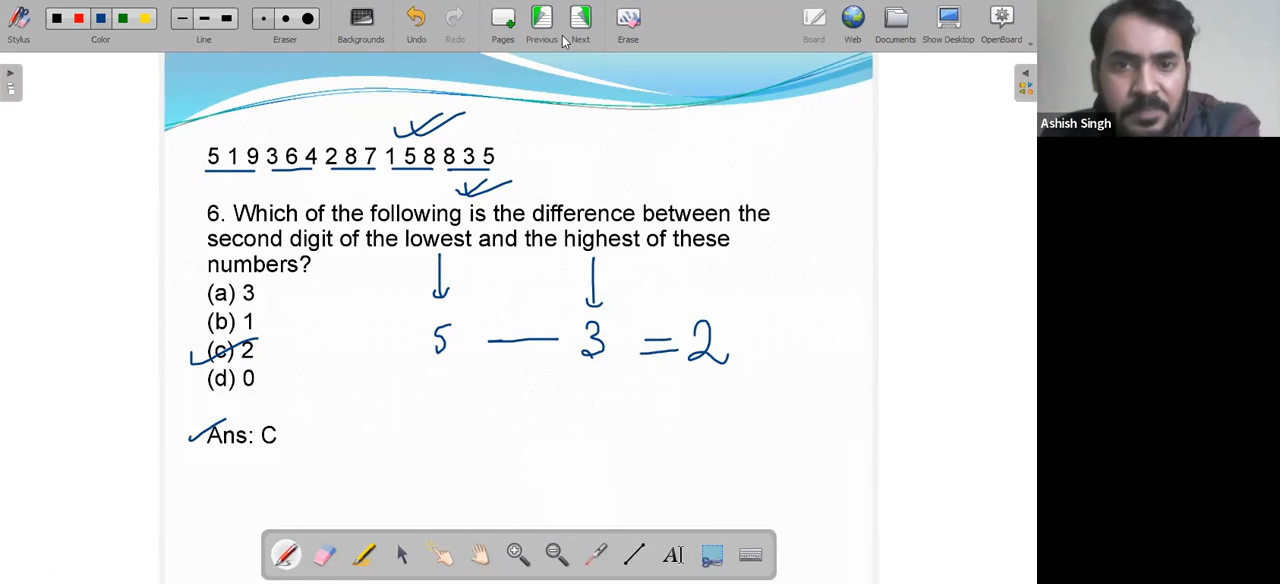 Stylus Color Line Eraser Backgrounds Undo Redo Pages Previous Next Erase Board Web Documents Show Desktop OpenBoard
Ashish Singh
5 1 9 3 6 4 2 8 7 1 5 8 8 3 5
6. Which of the following is the difference between the
second digit of the lowest and the highest of these
numbers?
(a) 3
(b) 1
5 — 3 = 2
(c) 2
(d) 0
Ans: C
AI